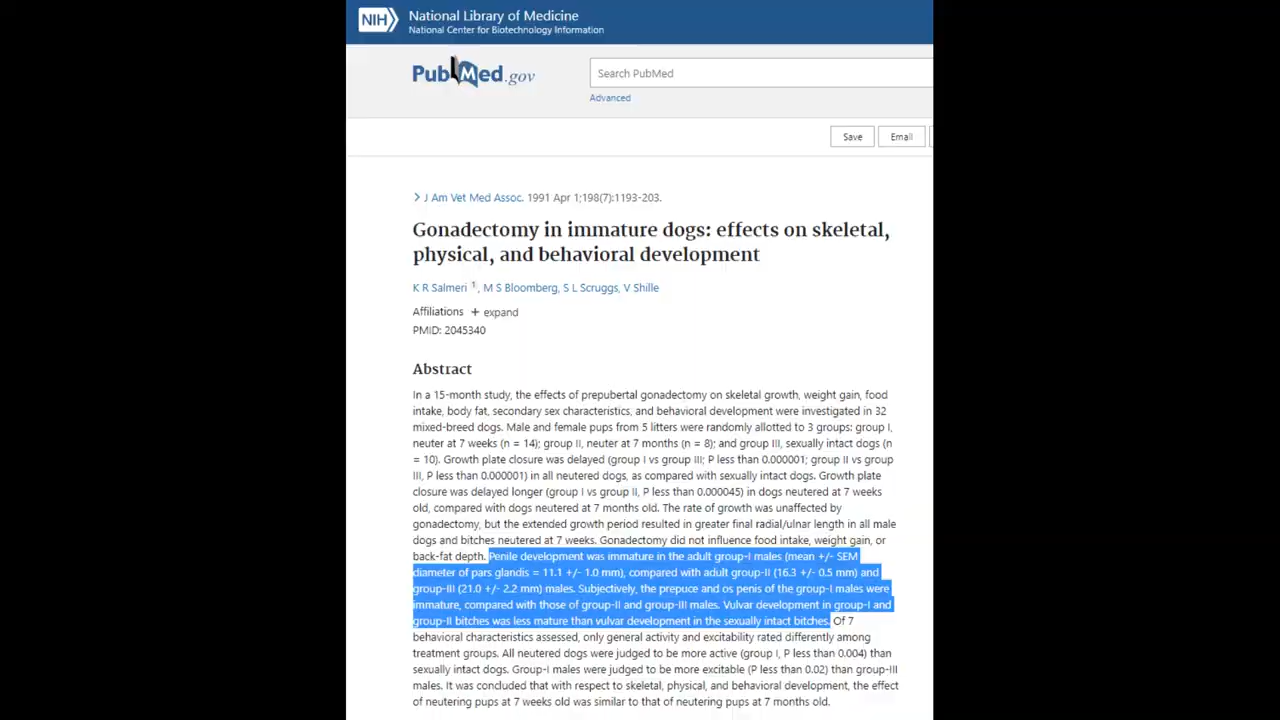 NIH National Library of Medicine
National Center for Biotechnology Information
PubMed.gov
Search PubMed
Advanced
Save Email
J Am Vet Med Assoc. 1991 Apr 1;198(7):1193-203.
Gonadectomy in immature dogs: effects on skeletal,
physical, and behavioral development
K R Salmeri 1, M S Bloomberg, S L Scruggs, V Shille
Affiliations + expand
PMID: 2045340
Abstract
In a 15-month study, the effects of prepubertal gonadectomy on skeletal growth, weight gain, food
intake, body fat, secondary sex characteristics, and behavioral development were investigated in 32
mixed-breed dogs. Male and female pups from 5 litters were randomly allotted to 3 groups: group I,
neuter at 7 weeks (n = 14); group II, neuter at 7 months (n = 8); and group III, sexually intact dogs (n
= 10). Growth plate closure was delayed (group I vs group III; P less than 0.000001; group II vs group
III, P less than 0.000001) in all neutered dogs, as compared with sexually intact dogs. Growth plate
closure was delayed longer (group I vs group II, P less than 0.000045) in dogs neutered at 7 weeks
old, compared with dogs neutered at 7 months old. The rate of growth was unaffected by
gonadectomy, but the extended growth period resulted in greater final radial/ulnar length in all male
dogs and bitches neutered at 7 weeks. Gonadectomy did not influence food intake, weight gain, or
back-fat depth. Penile development was immature in the adult group-I males (mean +/- SEM
diameter of pars glandis = 11.1 +/- 1.0 mm), compared with adult group-II (16.3 +/- 0.5 mm) and
group-III (21.0 +/- 2.2 mm) males. Subjectively, the prepuce and os penis of the group-I males were
immature, compared with those of group-II and group-III males. Vulvar development in group-I and
group-II bitches was less mature than vulvar development in the sexually intact bitches. Of 7
behavioral characteristics assessed, only general activity and excitability rated differently among
treatment groups. All neutered dogs were judged to be more active (group I, P less than 0.004) than
sexually intact dogs. Group-I males were judged to be more excitable (P less than 0.02) than group-III
males. It was concluded that with respect to skeletal, physical, and behavioral development, the effect
of neutering pups at 7 weeks old was similar to that of neutering pups at 7 months old.